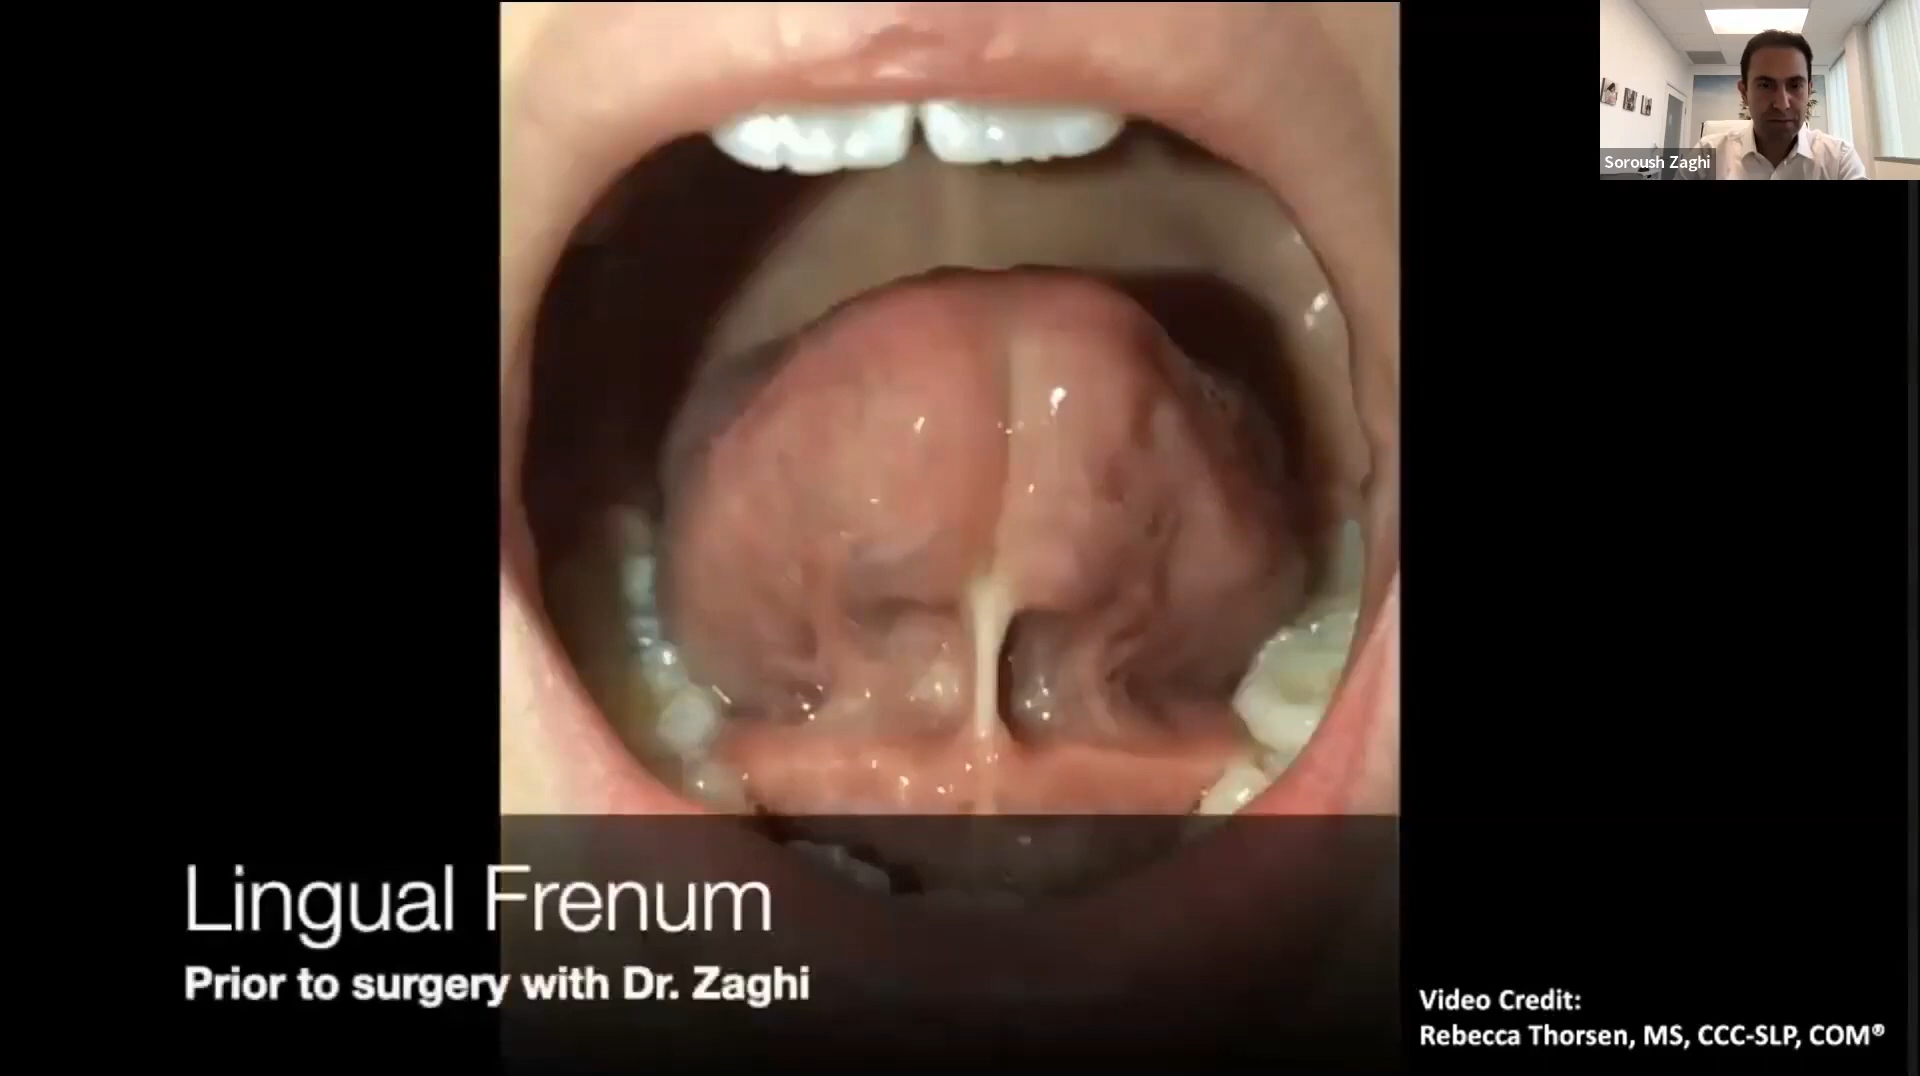 Soroush Zaghi
Lingual Frenum
Prior to surgery with Dr. Zaghi
Video Credit:
Rebecca Thorsen, MS, CCC-SLP, COM®